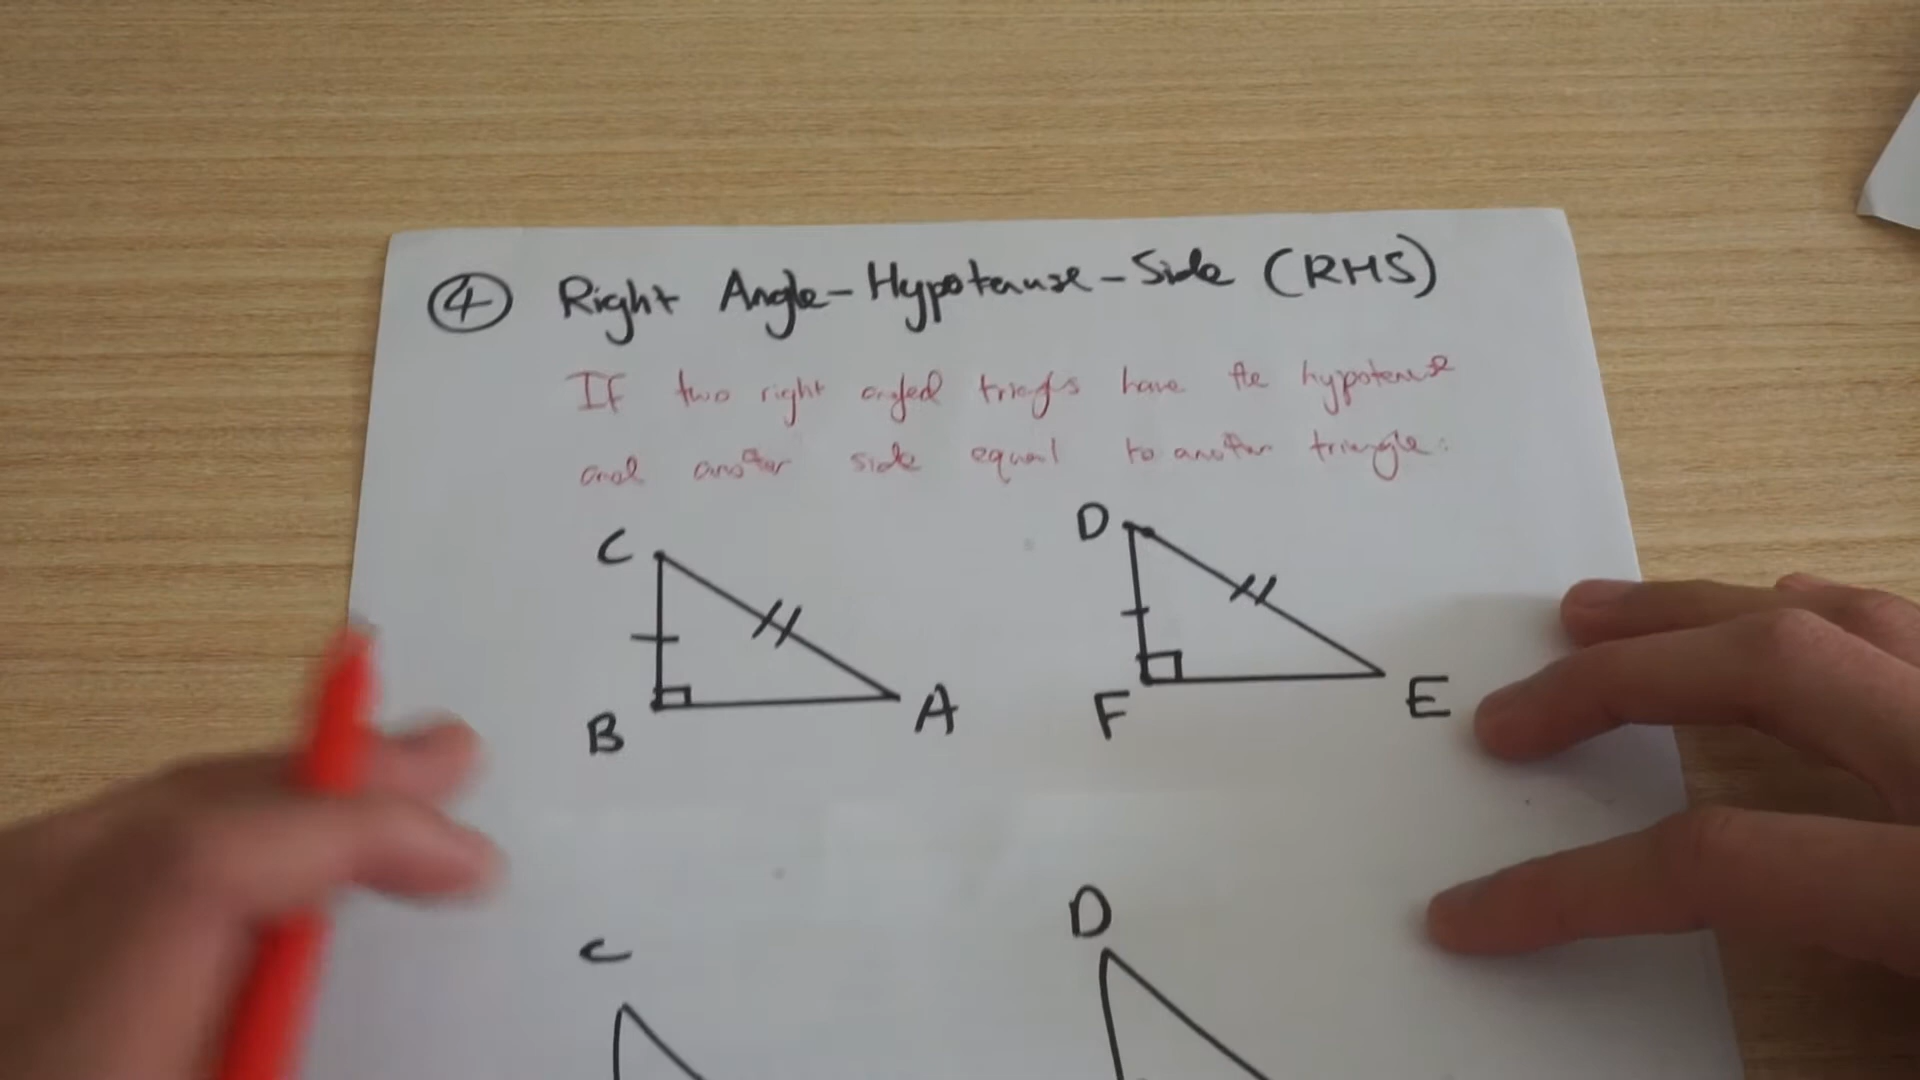 ④ Right Angle-Hypotenuse-Side (RHS)
If two right angled triangles have the hypotenuse
and another side equal to another triangle.
C D
B A F E
C D